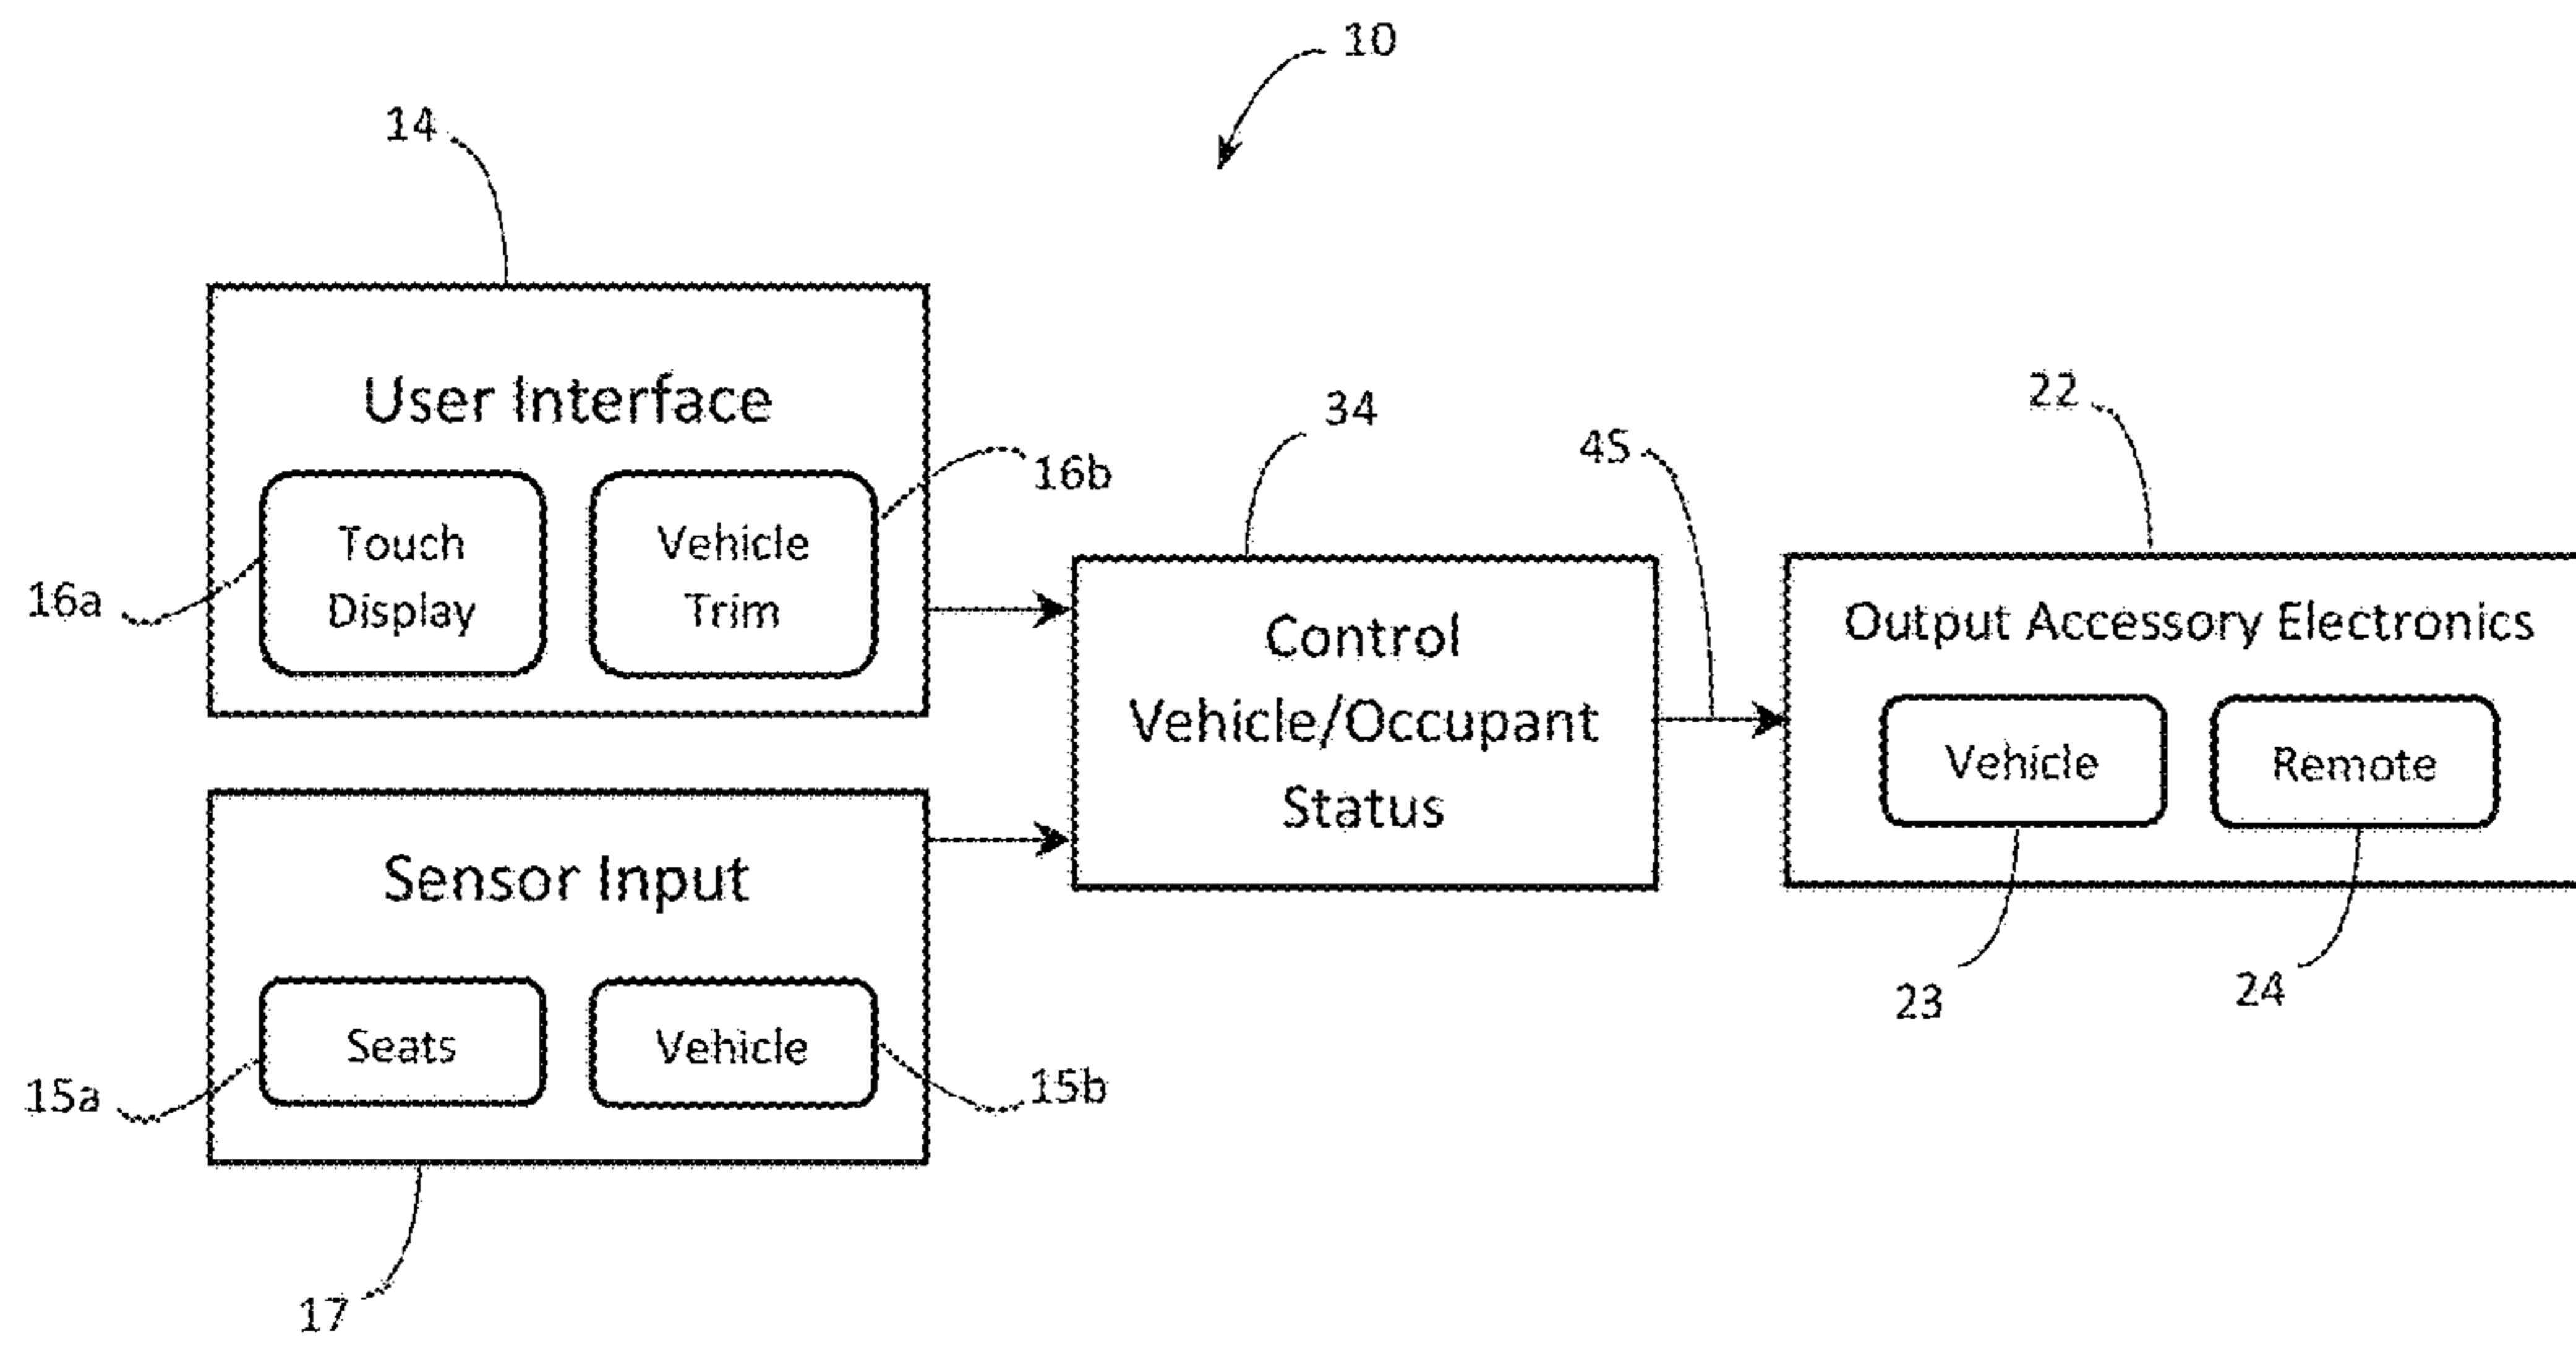 10
14
User Interface
16b
Touch
Display
Vehicle
Trim
16a
34
45
22
Control
Vehicle/Occupant
Status
Output Accessory Electronics
Vehicle
Remote
23
24
Sensor Input
Seats
Vehicle
15a
15b
17